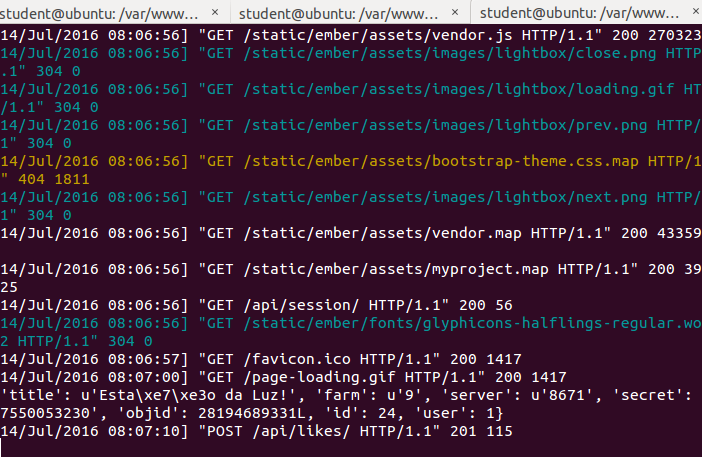 student@ubuntu: /var/www... × student@ubuntu: /var/www... × student@ubuntu: /var/www... ×
14/Jul/2016 08:06:56] "GET /static/ember/assets/vendor.js HTTP/1.1" 200 270323
14/Jul/2016 08:06:56] "GET /static/ember/assets/images/lightbox/close.png HTTP
.1" 304 0
14/Jul/2016 08:06:56] "GET /static/ember/assets/images/lightbox/loading.gif HT
/1.1" 304 0
14/Jul/2016 08:06:56] "GET /static/ember/assets/images/lightbox/prev.png HTTP/
1" 304 0
14/Jul/2016 08:06:56] "GET /static/ember/assets/bootstrap-theme.css.map HTTP/1
" 404 1811
14/Jul/2016 08:06:56] "GET /static/ember/assets/images/lightbox/next.png HTTP/
1" 304 0
14/Jul/2016 08:06:56] "GET /static/ember/assets/vendor.map HTTP/1.1" 200 43359
14/Jul/2016 08:06:56] "GET /static/ember/assets/myproject.map HTTP/1.1" 200 39
25
14/Jul/2016 08:06:56] "GET /api/session/ HTTP/1.1" 200 56
14/Jul/2016 08:06:56] "GET /static/ember/fonts/glyphicons-halflings-regular.wo
2 HTTP/1.1" 304 0
14/Jul/2016 08:06:57] "GET /favicon.ico HTTP/1.1" 200 1417
14/Jul/2016 08:07:00] "GET /page-loading.gif HTTP/1.1" 200 1417
'title': u'Esta\xe7\xe3o da Luz!', 'farm': u'9', 'server': u'8671', 'secret':
7550053230', 'objid': 28194689331L, 'id': 24, 'user': 1}
14/Jul/2016 08:07:10] "POST /api/likes/ HTTP/1.1" 201 115